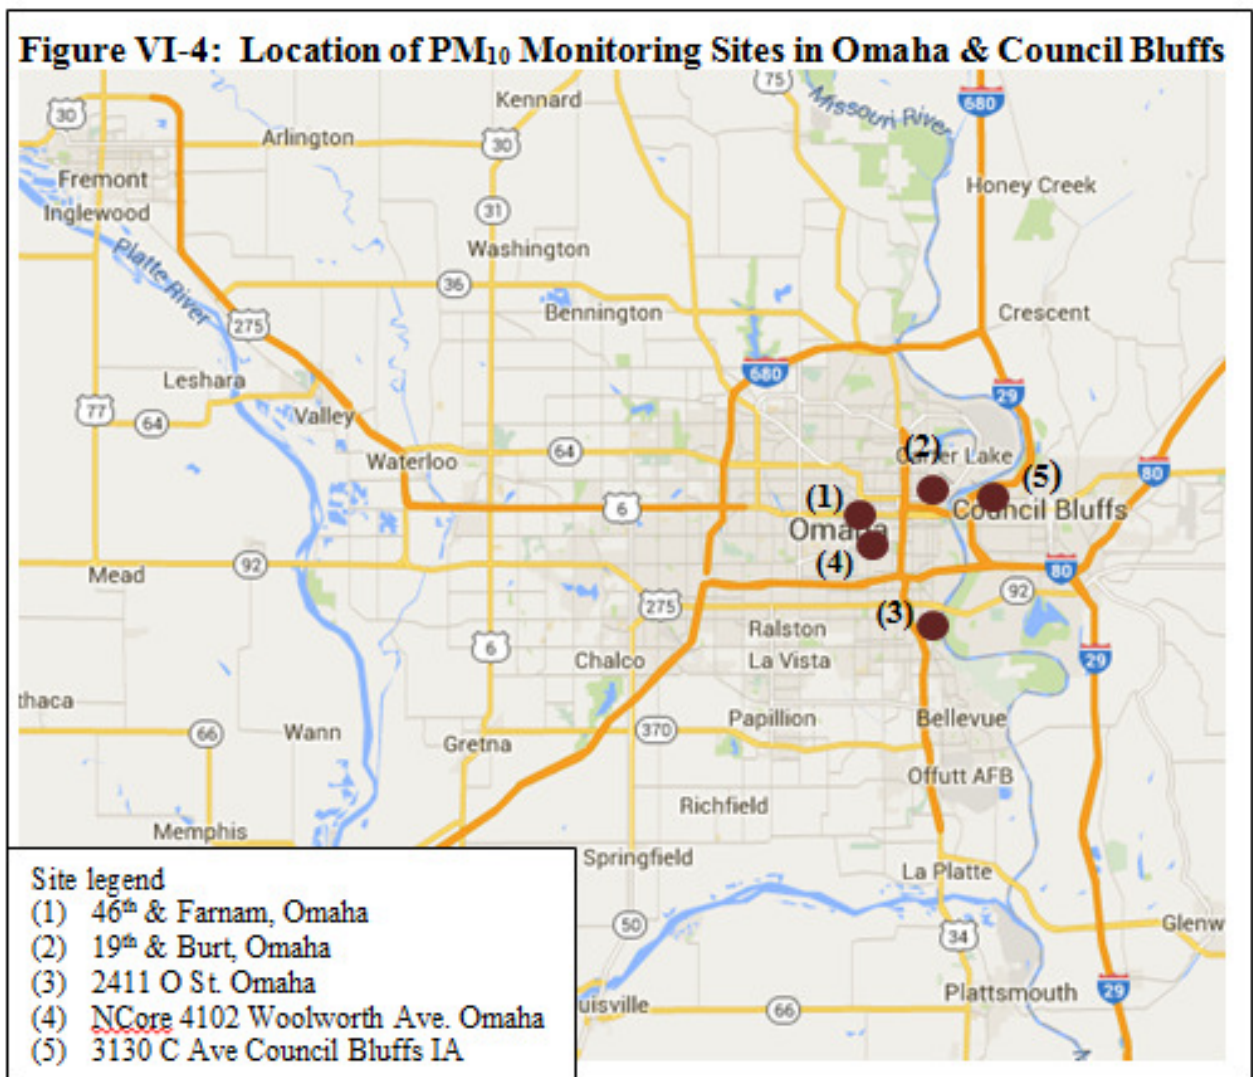 Figure VI-4: Location of PM10 Monitoring Sites in Omaha & Council Bluffs
75
Missouri River
680
Kennard
30
Arlington
30
Fremont
Honey Creek
Inglewood
31
Washington
Platte River
36
Bennington
Crescent
275
680
Leshara
29
77
64
Valley
(2)
64
Waterloo
Carter Lake
80
(5)
(1)
6
Council Bluffs
Omaha
(4)
92
Mead
80
92
275
(3)
Ralston
6
Chalco
La Vista
29
thaca
66
Wann
370
Papillion
Bellevue
Gretna
Offutt AFB
Richfield
Memphis
Springfield
La Platte
50
34
Glenw
Plattsmouth
29
uisville
66
Site legend
(1) 46th & Farnam, Omaha
(2) 19th & Burt, Omaha
(3) 2411 O St. Omaha
(4) NCore 4102 Woolworth Ave. Omaha
(5) 3130 C Ave Council Bluffs IA